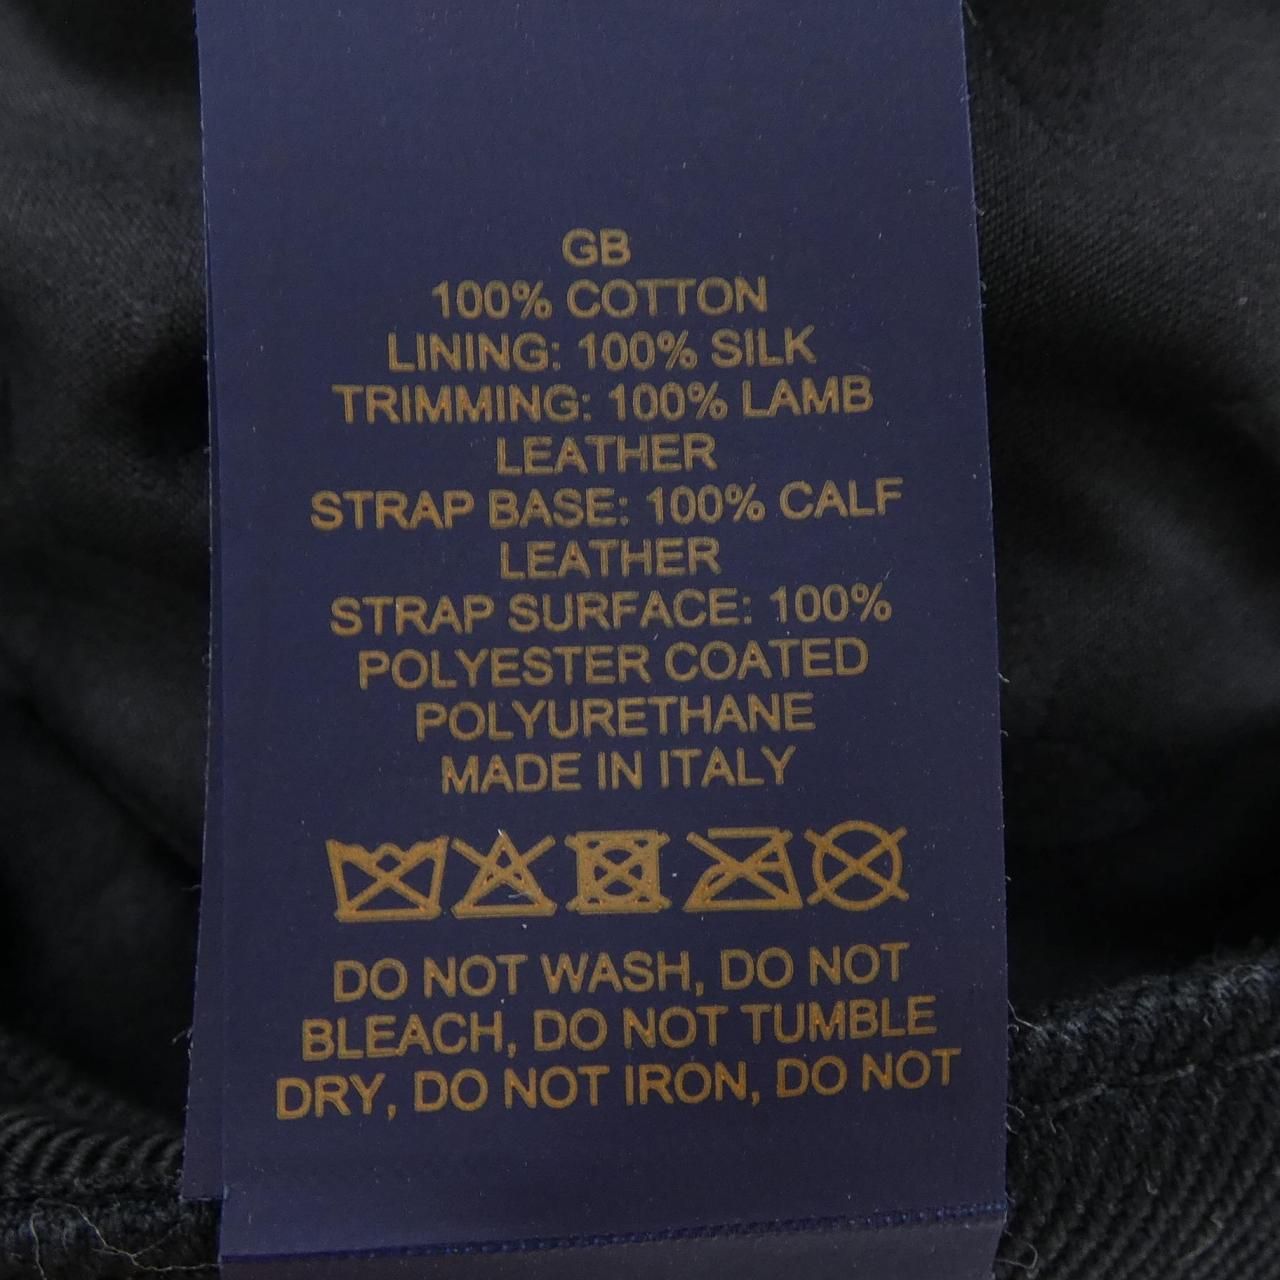 GB
100% COTTON
LINING: 100% SILK
TRIMMING: 100% LAMB
LEATHER
STRAP BASE: 100% CALF
LEATHER
STRAP SURFACE: 100%
POLYESTER COATED
POLYURETHANE
MADE IN ITALY
DO NOT WASH, DO NOT
BLEACH, DO NOT TUMBLE
DRY, DO NOT IRON, DO NOT